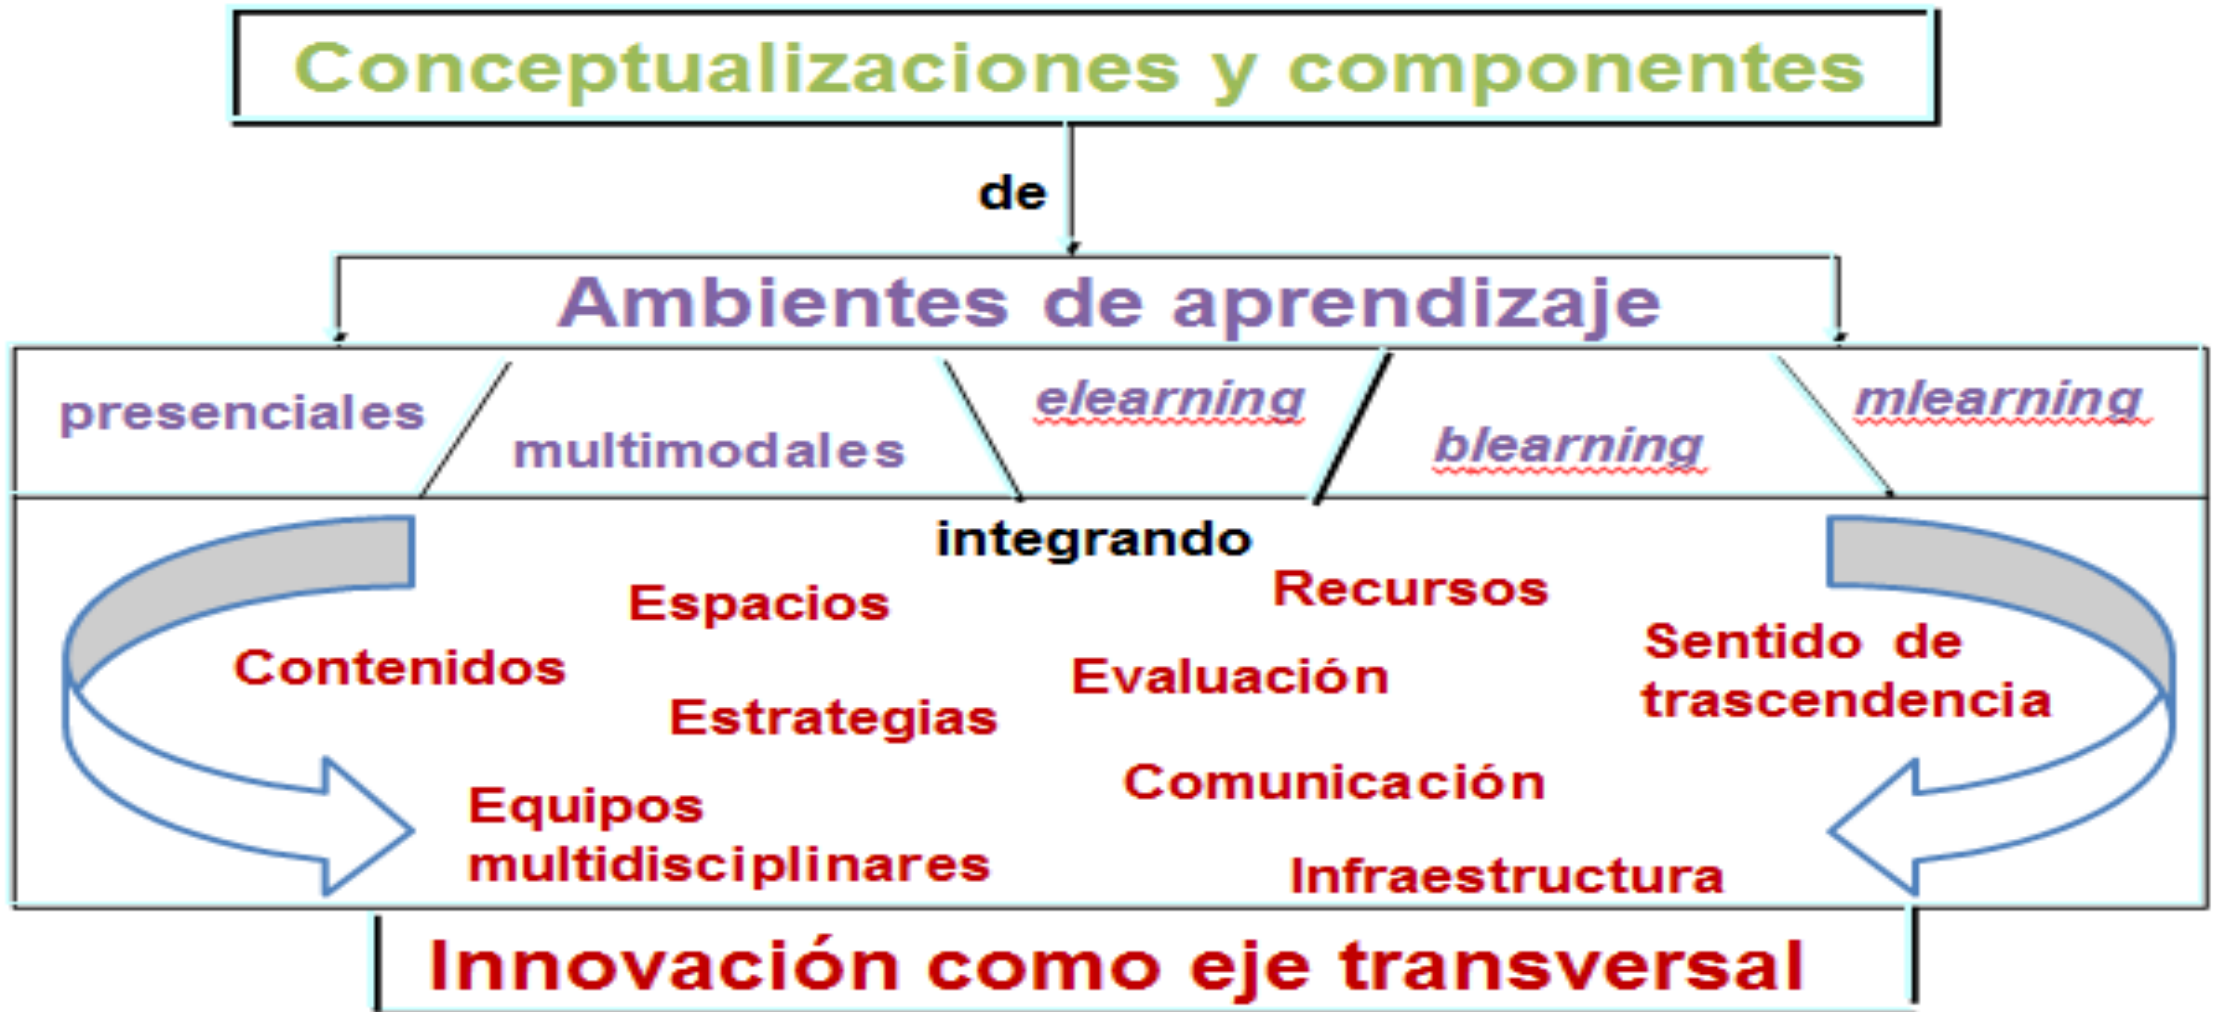 Conceptualizaciones y componentes
de
Ambientes de aprendizaje
presenciales
multimodales
elearning
blearning
mlearning
integrando
Espacios
Recursos
Contenidos
Evaluación
Sentido de
trascendencia
Estrategias
Equipos
multidisciplinares
Comunicación
Infraestructura
Innovación como eje transversal